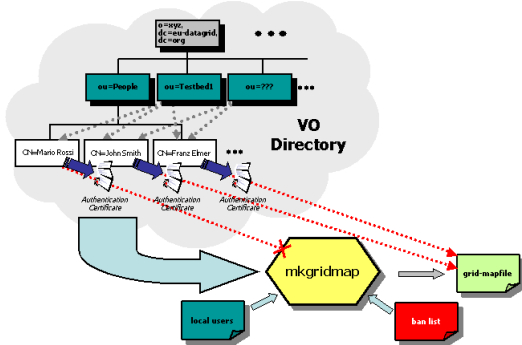 o=xyz,
dc=eu-datagrid,
dc=org
ou=People
ou=Testbed1
ou=???
VO
Directory
CN=Mario Rossi
CN=John Smith
CN=Franz Elmer
Authentication
Certificate
Authentication
Certificate
Authentication
Certificate
mkgridmap
grid-mapfile
local users
ban list